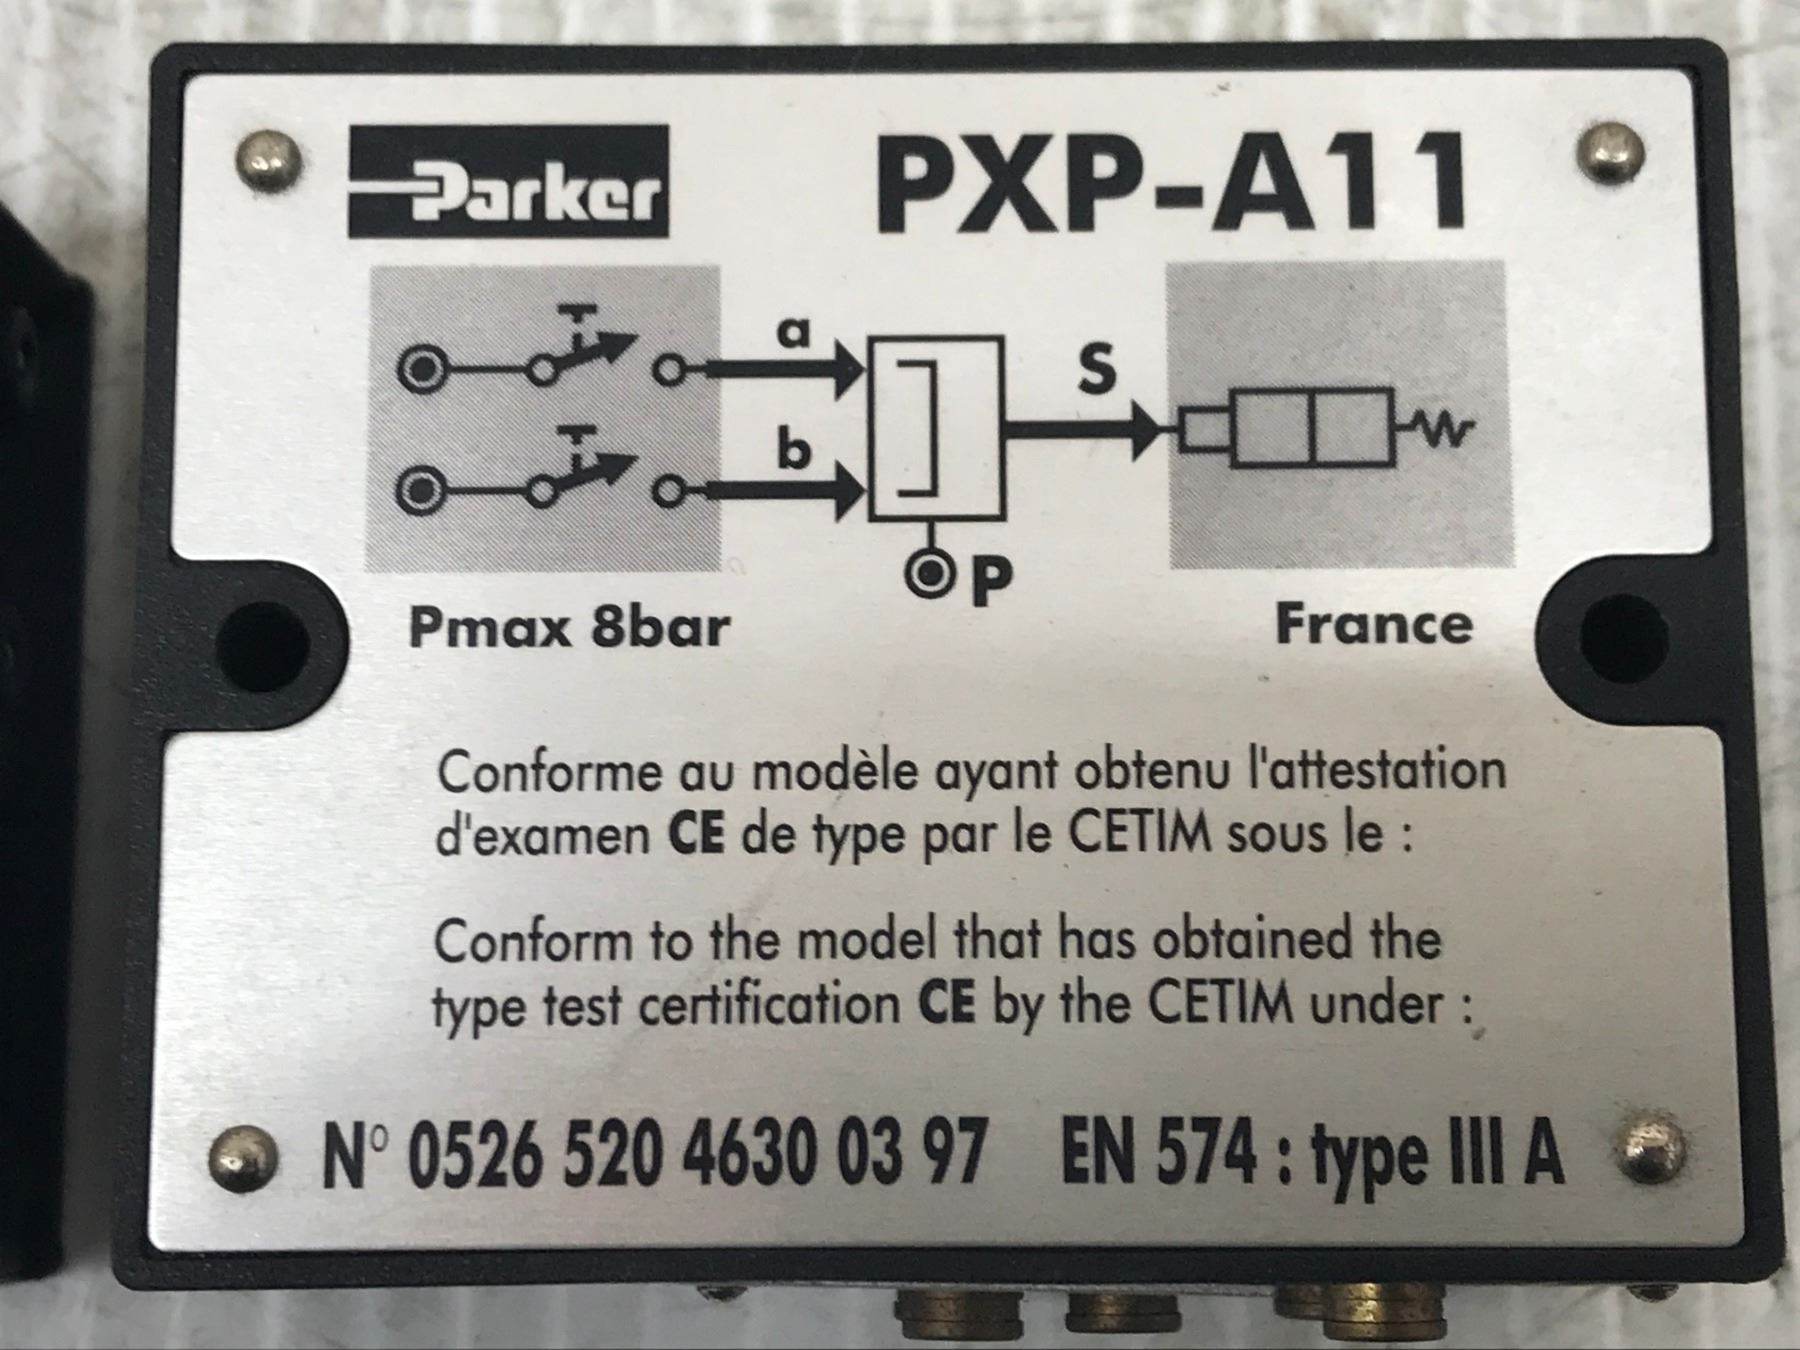 Parker
PXP-A11
a
b
S
P
Pmax 8bar
France
Conforme au modèle ayant obtenu l'attestation
d'examen CE de type par le CETIM sous le :
Conform to the model that has obtained the
type test certification CE by the CETIM under :
N° 0526 520 4630 03 97 EN 574 : type III A